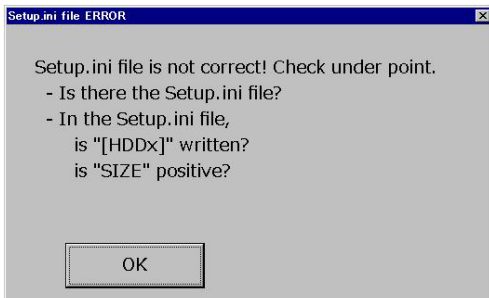 Setup.ini file ERROR
Setup.ini file is not correct! Check under point.
- Is there the Setup.ini file?
- In the Setup.ini file,
is "[HDDx]" written?
is "SIZE" positive?
OK